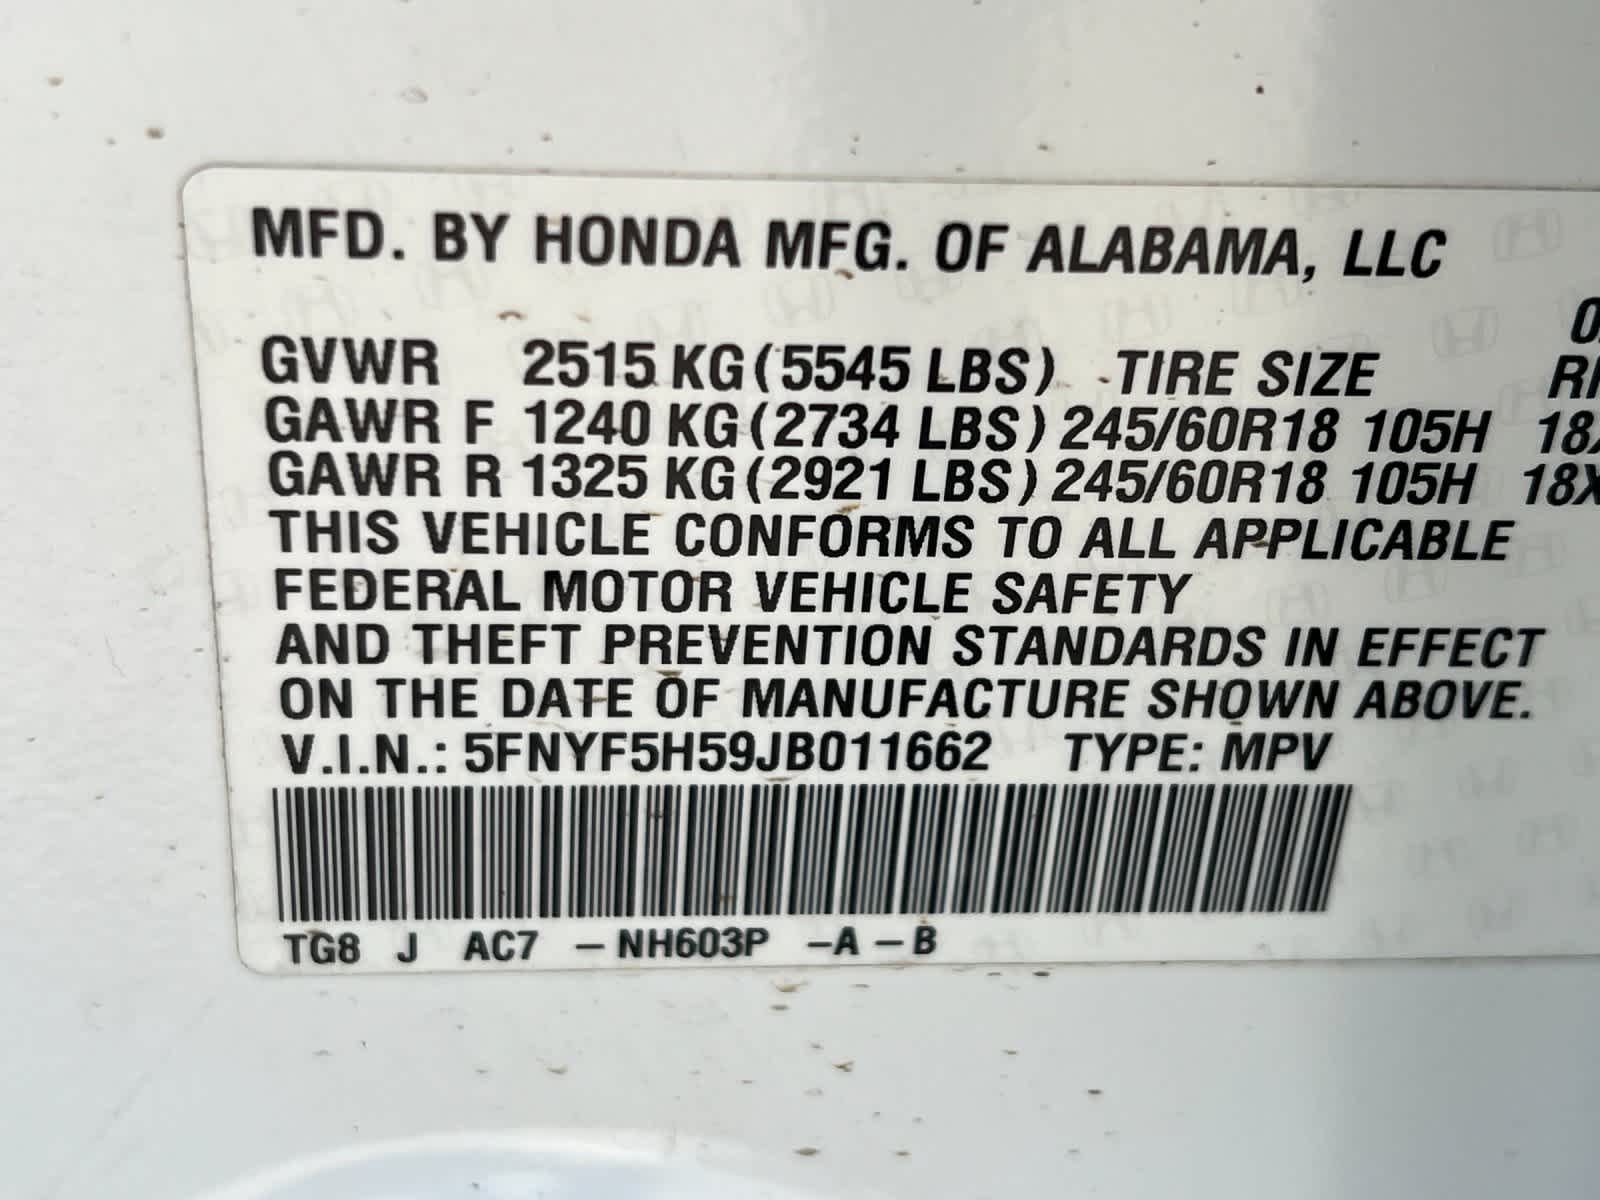 MFD. BY HONDA MFG. OF ALABAMA, LLC
GVWR 2515 KG (5545 LBS) TIRE SIZE
GAWR F 1240 KG (2734 LBS) 245/60R18 105H 18X
GAWR R 1325 KG (2921 LBS) 245/60R18 105H 18X
THIS VEHICLE CONFORMS TO ALL APPLICABLE
FEDERAL MOTOR VEHICLE SAFETY
AND THEFT PREVENTION STANDARDS IN EFFECT
ON THE DATE OF MANUFACTURE SHOWN ABOVE.
V.I.N.: 5FNYF5H59JB011662 TYPE: MPV
TG8 J AC7 – NH603P –A – B